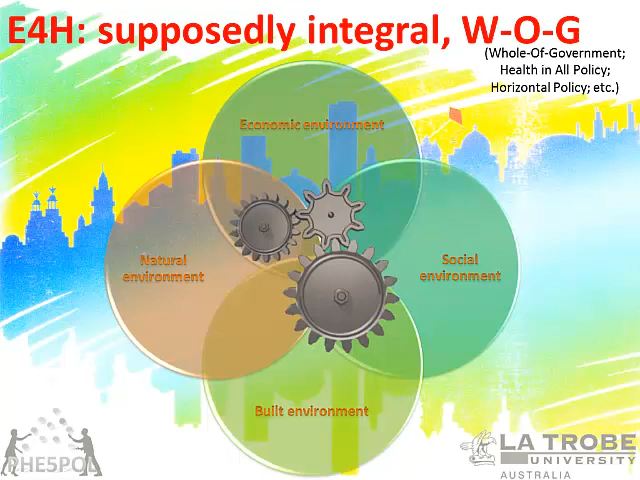 E4H: supposedly integral, W-O-G
(Whole-Of-Government;
Health in All Policy;
Horizontal Policy; etc.)
Economic environment
Natural
environment
Social
environment
Built environment
PHE5POL
LA TROBE
UNIVERSITY
AUSTRALIA